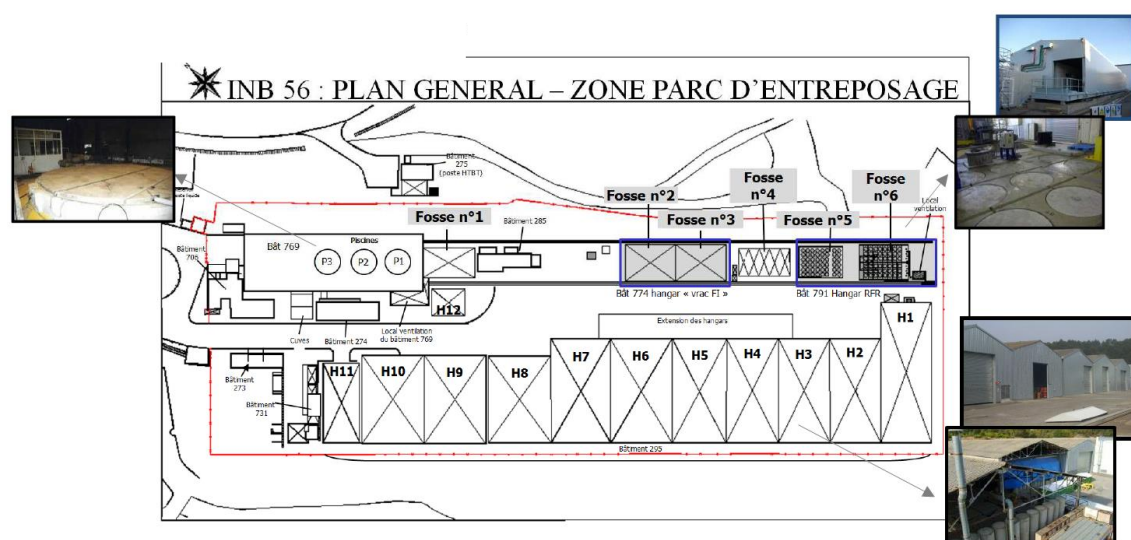 INB 56 : PLAN GENERAL – ZONE PARC D'ENTREPOSAGE
Bâtiment
275
(poste HTBT)
Fosse n°1
Fosse n°2
Fosse n°3
Fosse
n°4
Fosse n°5
Fosse
n°6
Local
ventilation
Bâtiment 285
Bât 769
Piscines
P3
P2
P1
Bâtiment
Bât 774 hangar « vrac FI »
Bât 791 Hangar RFR
H12
Cuves
Bâtiment 274
Local ventilation
du bâtiment 769
Extension des hangars
Bâtiment
273
Bâtiment
731
H11
H10
H9
H8
H7
H6
H5
H4
H3
H2
H1
Bâtiment 295